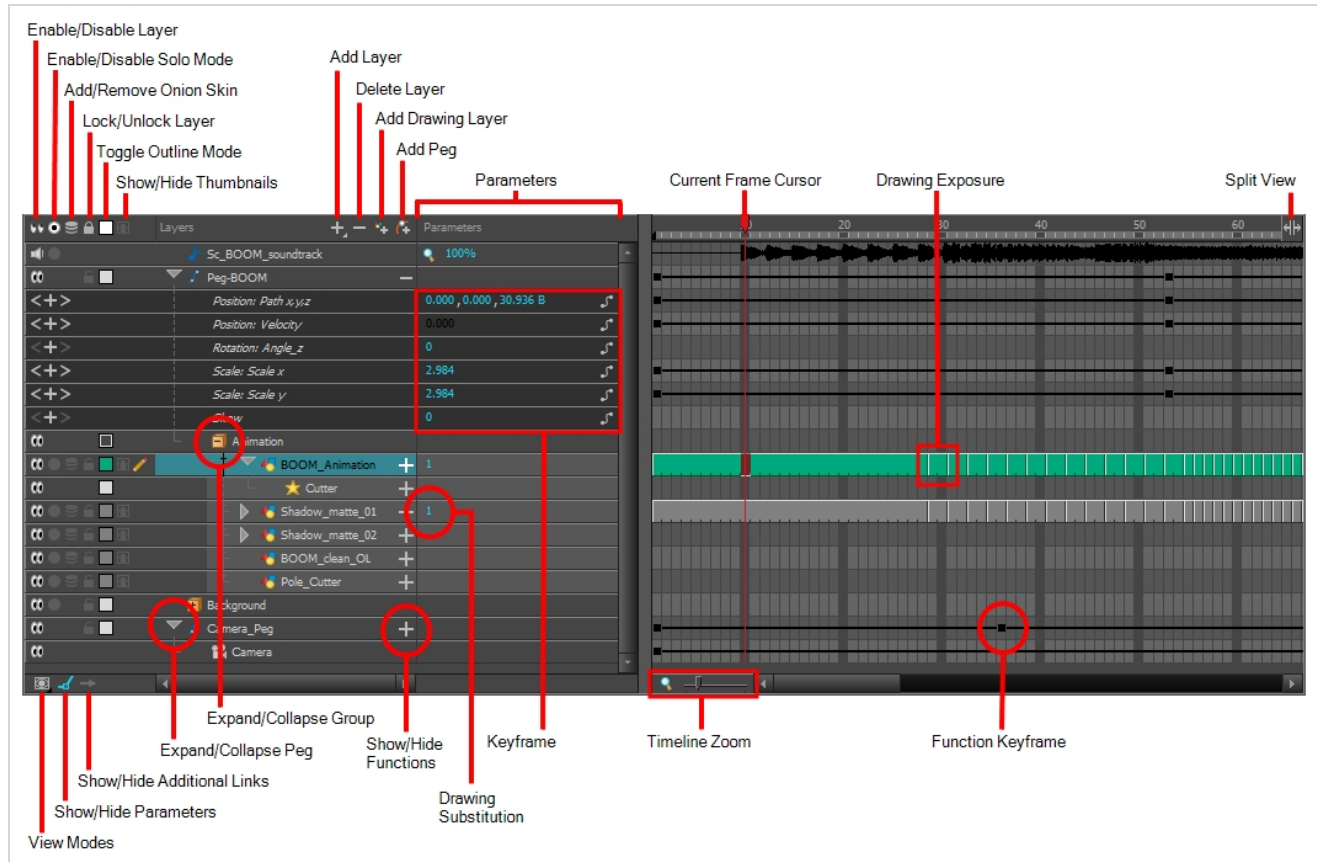 Enable/Disable Layer
Enable/Disable Solo Mode
Add Layer
Add/Remove Onion Skin
Delete Layer
Lock/Unlock Layer
Add Drawing Layer
Toggle Outline Mode
Add Peg
Show/Hide Thumbnails
Parameters
Current Frame Cursor
Drawing Exposure
Split View
Layers
Parameters
20
30
40
50
60
Sc_BOOM_soundtrack
100%
Peg-BOOM
Position: Path x,y,z
0.000 , 0.000 , 30.936 B
Position: Velocity
0.000
Rotation: Angle_z
0
Scale: Scale x
2.984
Scale: Scale y
2.984
Skew
0
Animation
BOOM_Animation
1
Cutter
Shadow_matte_01
1
Shadow_matte_02
BOOM_clean_OL
Pole_Cutter
Background
Camera_Peg
Camera
Expand/Collapse Group
Expand/Collapse Peg
Show/Hide
Functions
Keyframe
Timeline Zoom
Function Keyframe
Show/Hide Additional Links
Drawing
Substitution
Show/Hide Parameters
View Modes